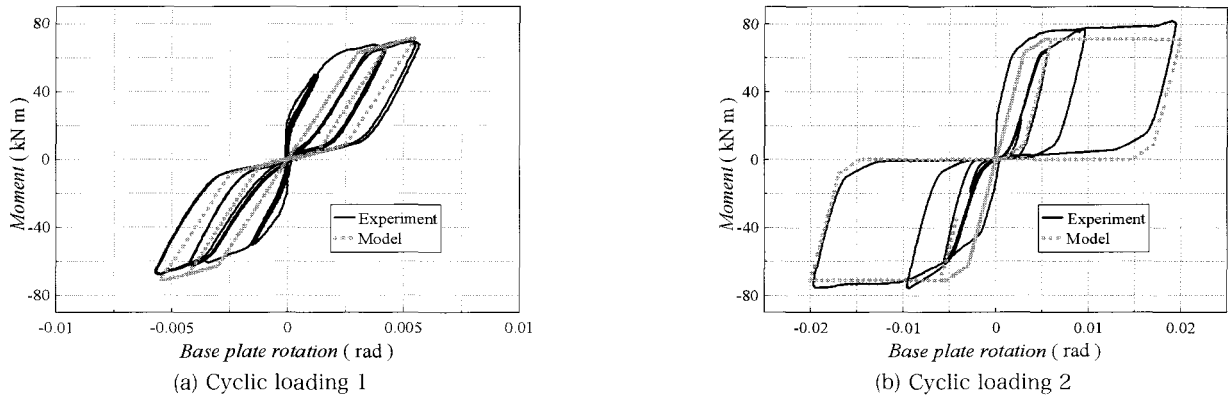 80
40
0
-40
-80
Moment ( kN m )
Experiment
Model
-0.01
-0.005
0
0.005
0.01
Base plate rotation ( rad )
(a) Cyclic loading 1
80
40
0
-40
-80
Moment ( kN m )
Experiment
Model
-0.02
-0.01
0
0.01
0.02
Base plate rotation ( rad )
(b) Cyclic loading 2